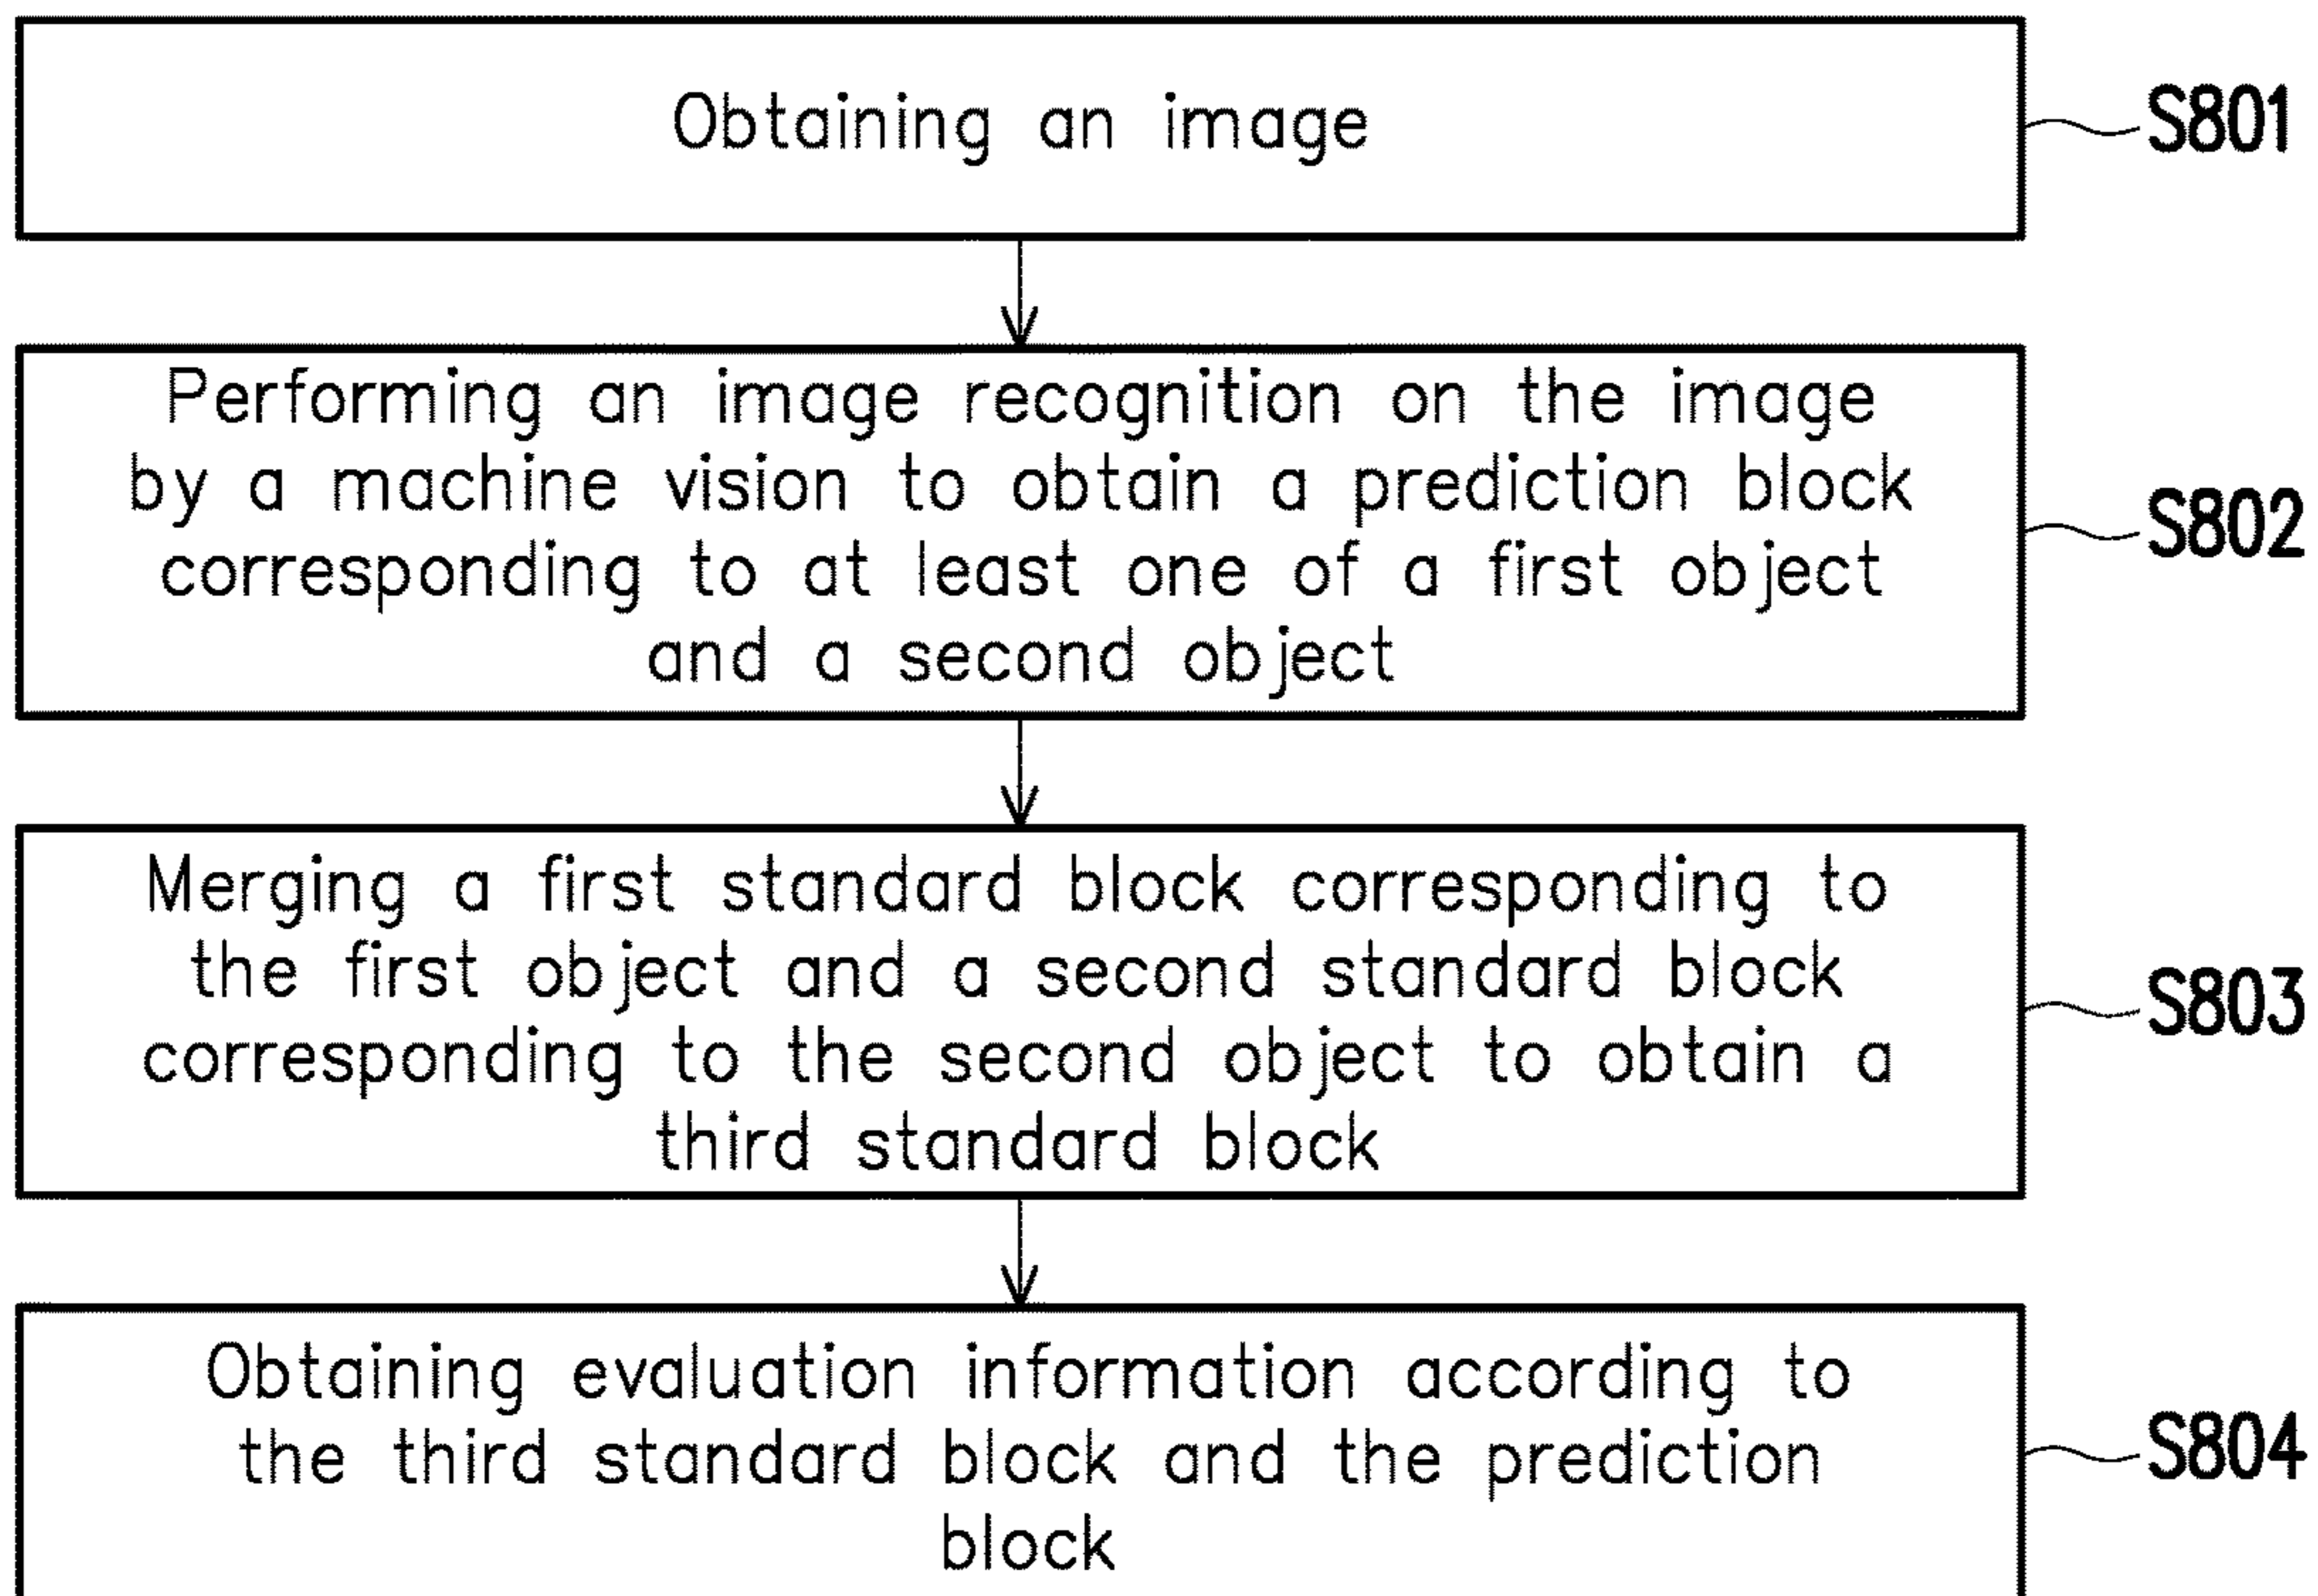 Obtaining an image
S801
Performing an image recognition on the image
by a machine vision to obtain a prediction block
corresponding to at least one of a first object
and a second object
S802
Merging a first standard block corresponding to
the first object and a second standard block
corresponding to the second object to obtain a
third standard block
S803
Obtaining evaluation information according to
the third standard block and the prediction
block
S804